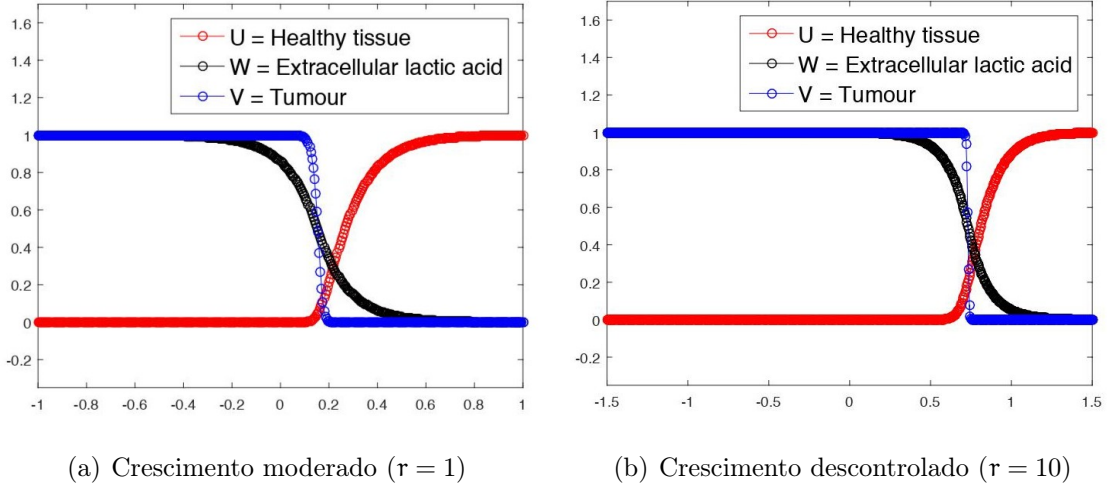 1.6
1.4
1.2
1
0.8
0.6
0.4
0.2
0
-0.2
-1 -0.8 -0.6 -0.4 -0.2 0 0.2 0.4 0.6 0.8 1
U = Healthy tissue
W = Extracellular lactic acid
V = Tumour
(a) Crescimento moderado (r = 1)
1.6
1.4
1.2
1
0.8
0.6
0.4
0.2
0
-0.2
-1.5 -1 -0.5 0 0.5 1 1.5
U = Healthy tissue
W = Extracellular lactic acid
V = Tumour
(b) Crescimento descontrolado (r = 10)